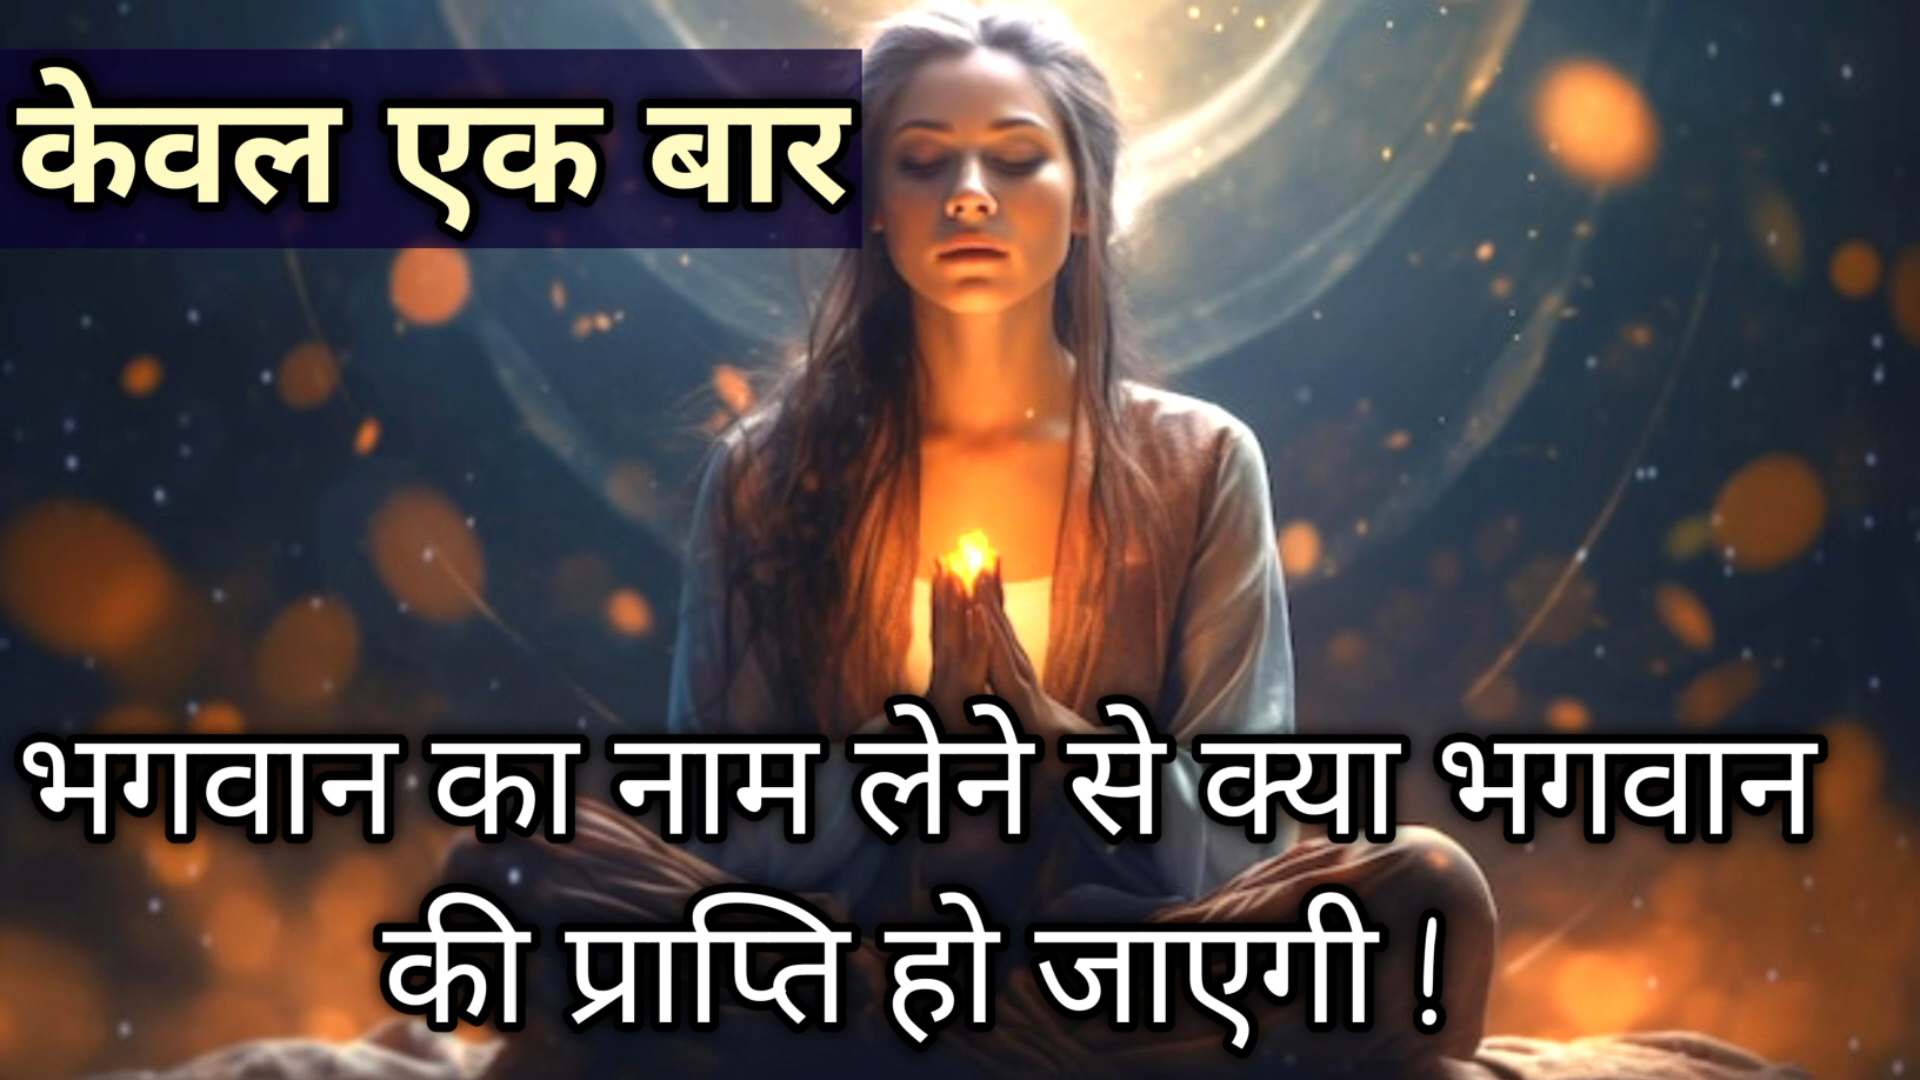 केवल एक बार
भगवान का नाम लेने से क्या भगवान
की प्राप्ति हो जाएगी !